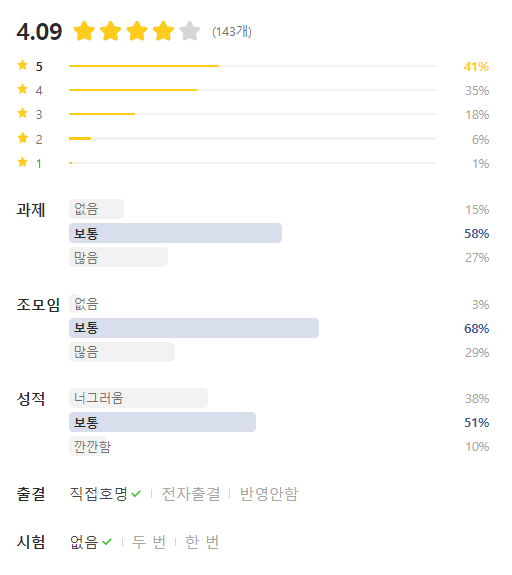 4.09 (143개)
5 41%
4 35%
3 18%
2 6%
1 1%
과제 없음 15%
보통 58%
많음 27%
조모임 없음 3%
보통 68%
많음 29%
성적 너그러움 38%
보통 51%
깐깐함 10%
출결 직접호명 전자출결 반영안함
시험 없음 두 번 한 번